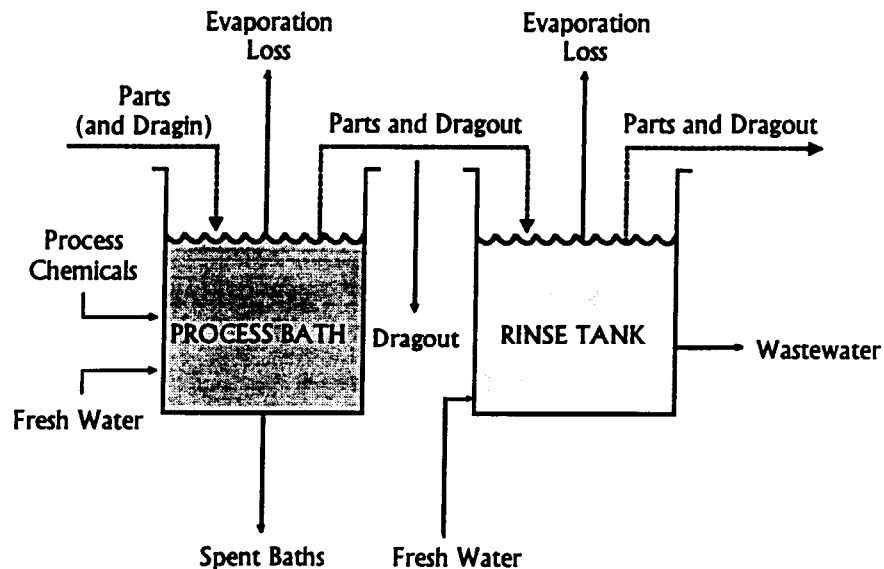 Evaporation
Loss
Evaporation
Loss
Parts
(and Dragin)
Parts and Dragout
Parts and Dragout
Process
Chemicals
PROCESS BATH
Dragout
RINSE TANK
Wastewater
Fresh Water
Spent Baths
Fresh Water